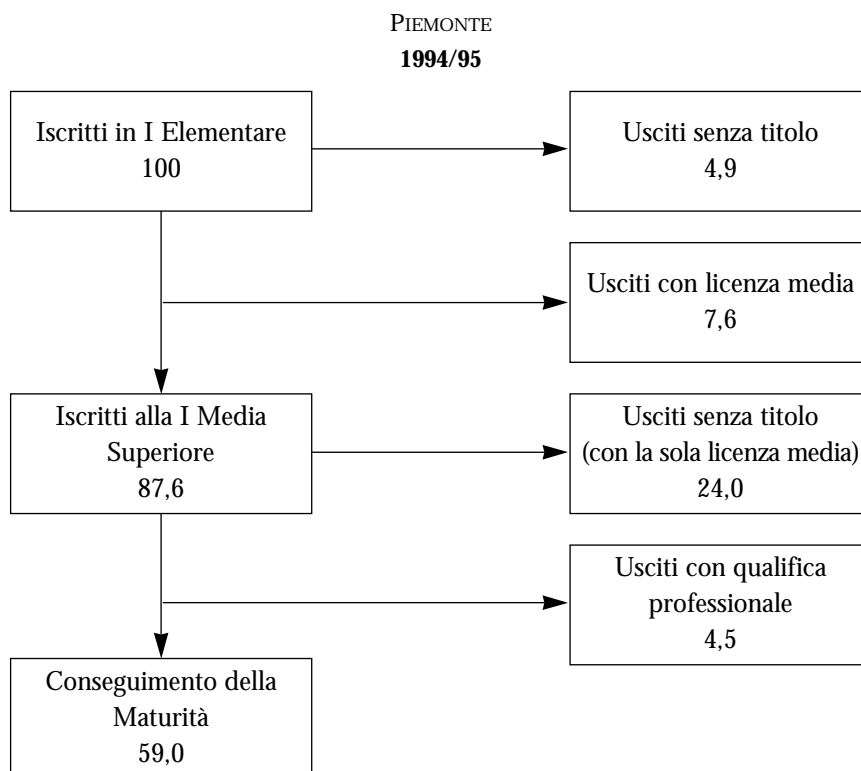 PIEMONTE
1994/95
Iscritti in I Elementare
100
Usciti senza titolo
4,9
Usciti con licenza media
7,6
Iscritti alla I Media
Superiore
87,6
Usciti senza titolo
(con la sola licenza media)
24,0
Usciti con qualifica
professionale
4,5
Conseguimento della
Maturità
59,0